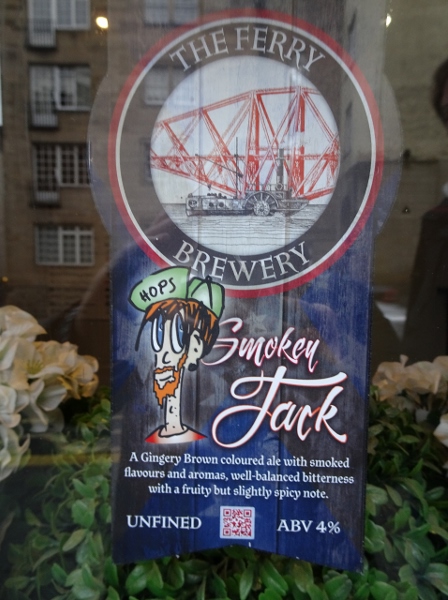 THE FERRY
BREWERY
HOPS
Smokey
Jack
A Gingery Brown coloured ale with smoked
flavours and aromas, well-balanced bitterness
with a fruity but slightly spicy note.
UNFINED ABV 4%